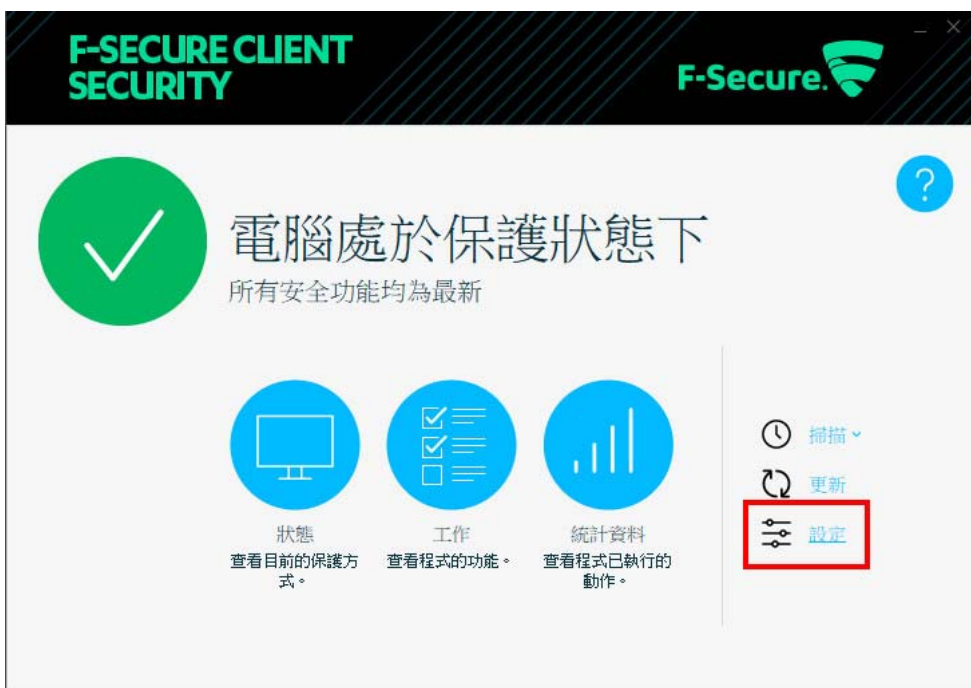 F-SECURE CLIENT
SECURITY
F-Secure.
?
電腦處於保護狀態下
所有安全功能均為最新
掃描
更新
設定
狀態
查看目前的保護方
式。
工作
查看程式的功能。
統計資料
查看程式已執行的
動作。